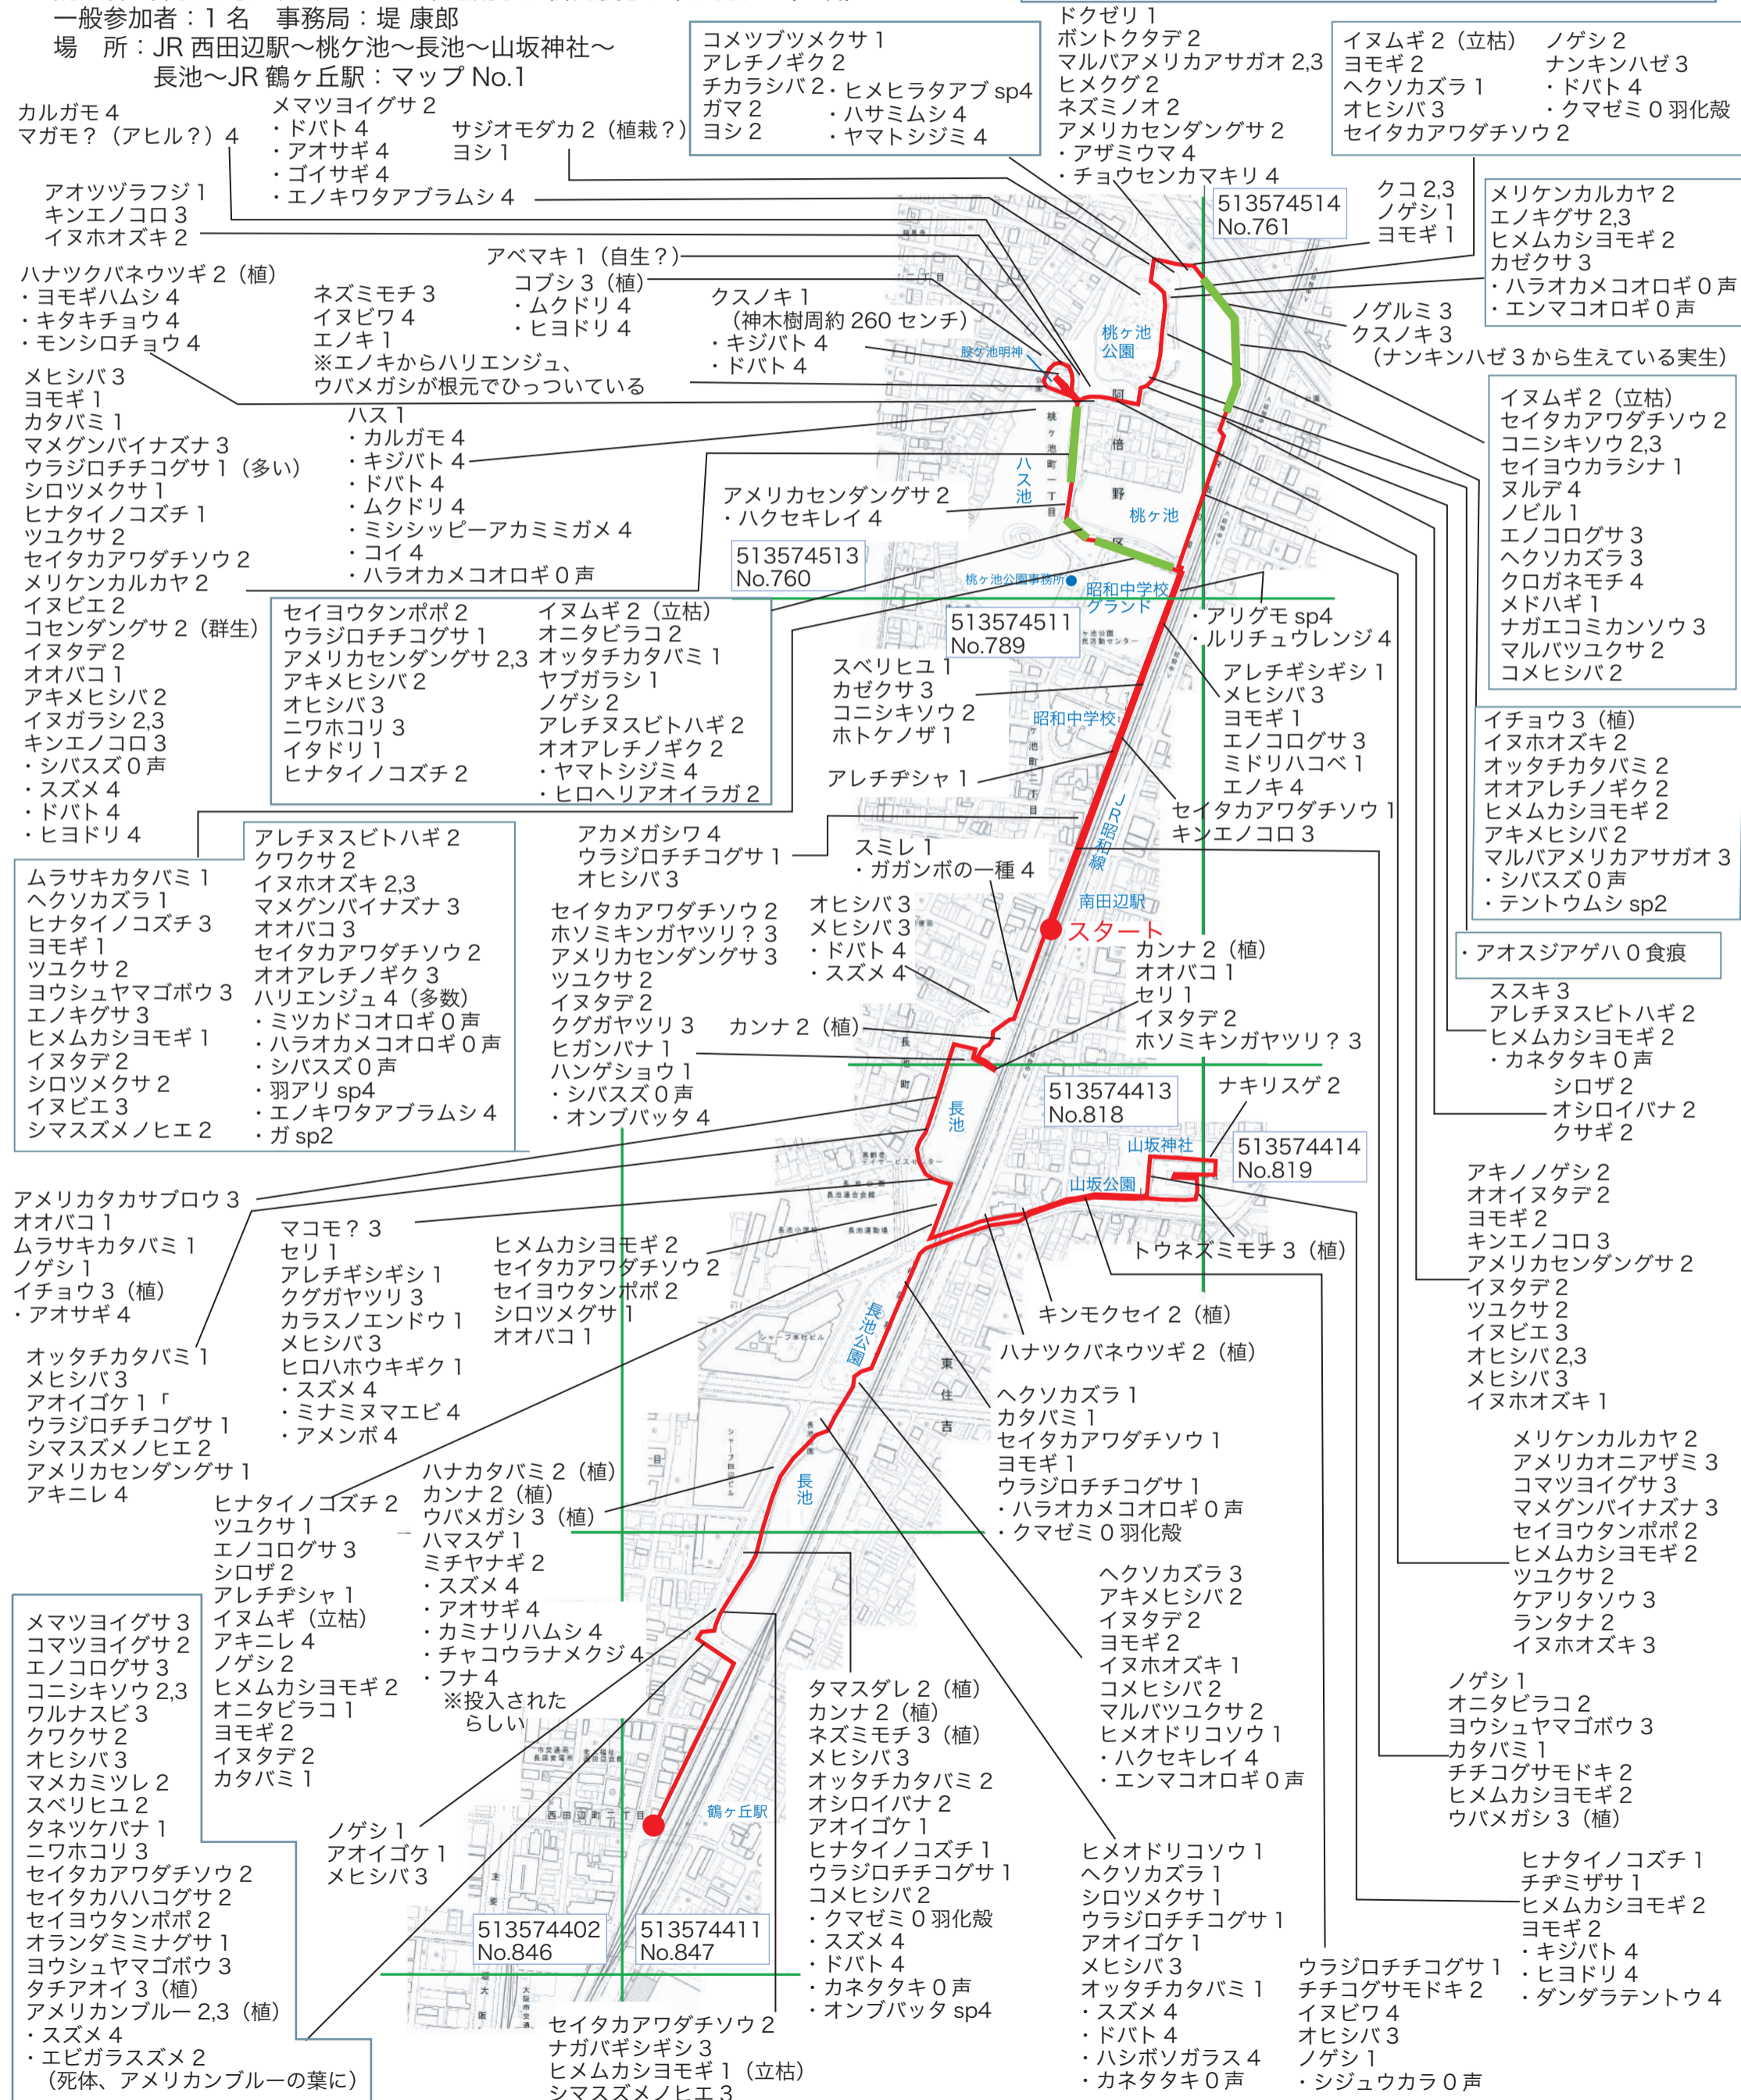 一般参加者：1 名　事務局：堤 康郎
場　所：JR 西田辺駅～桃ケ池～長池～山坂神社～
長池～JR 鶴ヶ丘駅：マップ No.1
カルガモ 4
マガモ？（アヒル？）4
メマツヨイグサ 2
・ドバト 4
・アオサギ 4
・ゴイサギ 4
・エノキワタアブラムシ 4
サジオモダカ 2（植栽？）
ヨシ 1
コメツブツメクサ 1
アレチノギク 2
チカラシバ 2
ガマ 2
ヨシ 2
・ヒメヒラタアブ sp4
・ハサミムシ 4
・ヤマトシジミ 4
ドクゼリ 1
ボントクタデ 2
マルバアメリカアサガオ 2,3
ヒメクグ 2
ネズミノオ 2
アメリカセンダングサ 2
・アザミウマ 4
・チョウセンカマキリ 4
イヌムギ 2（立枯）
ヨモギ 2
ヘクソカズラ 1
オヒシバ 3
セイタカアワダチソウ 2
ノゲシ 2
ナンキンハゼ 3
・ドバト 4
・クマゼミ 0 羽化殻
アオツヅラフジ 1
キンエノコロ 3
イヌホオズキ 2
513574514
No.761
クコ 2,3
ノゲシ 1
ヨモギ 1
メリケンカルカヤ 2
エノキグサ 2,3
ヒメムカシヨモギ 2
カゼクサ 3
・ハラオカメコオロギ 0 声
・エンマコオロギ 0 声
ハナツクバネウツギ 2（植）
・ヨモギハムシ 4
・キタキチョウ 4
・モンシロチョウ 4
ネズミモチ 3
イヌビワ 4
エノキ 1
※エノキからハリエンジュ、
ウバメガシが根元でひっついている
アベマキ 1（自生？）
コブシ 3（植）
・ムクドリ 4
・ヒヨドリ 4
クスノキ 1
（神木樹周約 260 センチ）
・キジバト 4
・ドバト 4
股ケ池明神
桃ヶ池
公園
ノグルミ 3
クスノキ 3
（ナンキンハゼ 3 から生えている実生）
メヒシバ 3
ヨモギ 1
カタバミ 1
マメグンバイナズナ 3
ウラジロチチコグサ 1（多い）
シロツメクサ 1
ヒナタイノコズチ 1
ツユクサ 2
セイタカアワダチソウ 2
メリケンカルカヤ 2
イヌビエ 2
コセンダングサ 2（群生）
イヌタデ 2
オオバコ 1
アキメヒシバ 2
イヌガラシ 2,3
キンエノコロ 3
・シバスズ 0 声
・スズメ 4
・ドバト 4
・ヒヨドリ 4
ハス 1
・カルガモ 4
・キジバト 4
・ドバト 4
・ムクドリ 4
・ミシシッピーアカミミガメ 4
・コイ 4
・ハラオカメコオロギ 0 声
アメリカセンダングサ 2
・ハクセキレイ 4
513574513
No.760
桃ケ池町一丁目
ハス池
阿
倍
野
区
桃ヶ池
桃ヶ池公園事務所
昭和中学校
グランド
イヌムギ 2（立枯）
セイタカアワダチソウ 2
コニシキソウ 2,3
セイヨウカラシナ 1
ヌルデ 4
ノビル 1
エノコログサ 3
ヘクソカズラ 3
クロガネモチ 4
メドハギ 1
ナガエコミカンソウ 3
マルバツユクサ 2
コメヒシバ 2
セイヨウタンポポ 2
ウラジロチチコグサ 1
アメリカセンダングサ 2,3
アキメヒシバ 2
オヒシバ 3
ニワホコリ 3
イタドリ 1
ヒナタイノコズチ 2
イヌムギ 2（立枯）
オニタビラコ 2
オッタチカタバミ 1
ヤブガラシ 1
ノゲシ 2
アレチヌスビトハギ 2
オオアレチノギク 2
・ヤマトシジミ 4
・ヒロヘリアオイラガ 2
513574511
No.789
・アリグモ sp4
・ルリチュウレンジ 4
スベリヒユ 1
カゼクサ 3
コニシキソウ 2
ホトケノザ 1
昭和中学校
アレチヂシャ 1
アレチギシギシ 1
メヒシバ 3
ヨモギ 1
エノコログサ 3
ミドリハコベ 1
エノキ 4
セイタカアワダチソウ 1
キンエノコロ 3
JR昭和線
イチョウ 3（植）
イヌホオズキ 2
オッタチカタバミ 2
オオアレチノギク 2
ヒメムカシヨモギ 2
アキメヒシバ 2
マルバアメリカアサガオ 3
・シバスズ 0 声
・テントウムシ sp2
ムラサキカタバミ 1
ヘクソカズラ 1
ヒナタイノコズチ 3
ヨモギ 1
ツユクサ 2
ヨウシュヤマゴボウ 3
エノキグサ 3
ヒメムカシヨモギ 1
イヌタデ 2
シロツメクサ 2
イヌビエ 3
シマスズメノヒエ 2
アレチヌスビトハギ 2
クワクサ 2
イヌホオズキ 2,3
マメグンバイナズナ 3
オオバコ 3
セイタカアワダチソウ 2
オオアレチノギク 3
ハリエンジュ 4（多数）
・ミツカドコオロギ 0 声
・ハラオカメコオロギ 0 声
・シバスズ 0 声
・羽アリ sp4
・エノキワタアブラムシ 4
・ガ sp2
アカメガシワ 4
ウラジロチチコグサ 1
オヒシバ 3
スミレ 1
・ガガンボの一種 4
南田辺駅
スタート
セイタカアワダチソウ 2
ホソミキンガヤツリ？ 3
アメリカセンダングサ 3
ツユクサ 2
イヌタデ 2
クグガヤツリ 3
ヒガンバナ 1
ハンゲショウ 1
・シバスズ 0 声
・オンブバッタ 4
オヒシバ 3
メヒシバ 3
・ドバト 4
・スズメ 4
カンナ 2（植）
カンナ 2（植）
オオバコ 1
セリ 1
イヌタデ 2
ホソミキンガヤツリ？ 3
・アオスジアゲハ 0 食痕
ススキ 3
アレチヌスビトハギ 2
ヒメムカシヨモギ 2
・カネタタキ 0 声
シロザ 2
オシロイバナ 2
クサギ 2
長池町
長池
513574413
No.818
ナキリスゲ 2
山坂神社
513574414
No.819
山坂公園
トウネズミモチ 3（植）
アメリカタカサブロウ 3
オオバコ 1
ムラサキカタバミ 1
ノゲシ 1
イチョウ 3（植）
・アオサギ 4
マコモ？ 3
セリ 1
アレチギシギシ 1
クグガヤツリ 3
カラスノエンドウ 1
メヒシバ 3
ヒロハホウキギク 1
・スズメ 4
・ミナミヌマエビ 4
・アメンボ 4
ヒメムカシヨモギ 2
セイタカアワダチソウ 2
セイヨウタンポポ 2
シロツメグサ 1
オオバコ 1
長池連合会館
長池小学校
長池運動場
シャープ本社ビル
長池公園
キンモクセイ 2（植）
ハナツクバネウツギ 2（植）
東
住
吉
アキノノゲシ 2
オオイヌタデ 2
ヨモギ 2
キンエノコロ 3
アメリカセンダングサ 2
イヌタデ 2
ツユクサ 2
イヌビエ 3
オヒシバ 2,3
メヒシバ 3
イヌホオズキ 1
オッタチカタバミ 1
メヒシバ 3
アオイゴケ 1「
ウラジロチチコグサ 1
シマスズメノヒエ 2
アメリカセンダングサ 1
アキニレ 4
ヘクソカズラ 1
カタバミ 1
セイタカアワダチソウ 1
ヨモギ 1
ウラジロチチコグサ 1
・ハラオカメコオロギ 0 声
・クマゼミ 0 羽化殻
メリケンカルカヤ 2
アメリカオニアザミ 3
コマツヨイグサ 3
マメグンバイナズナ 3
セイヨウタンポポ 2
ヒメムカシヨモギ 2
ツユクサ 2
ケアリタソウ 3
ランタナ 2
イヌホオズキ 3
ヒナタイノコズチ 2
ツユクサ 1
エノコログサ 3
シロザ 2
アレチヂシャ 1
イヌムギ（立枯）
アキニレ 4
ノゲシ 2
ヒメムカシヨモギ 2
オニタビラコ 1
ヨモギ 2
イヌタデ 2
カタバミ 1
ハナカタバミ 2（植）
カンナ 2（植）
ウバメガシ 3（植）
ハマスゲ 1
ミチヤナギ 2
・スズメ 4
・アオサギ 4
・カミナリハムシ 4
・チャコウラナメクジ 4
・フナ 4
※投入された
らしい
シャープ田辺ビル
長池
ヘクソカズラ 3
アキメヒシバ 2
イヌタデ 2
ヨモギ 2
イヌホオズキ 1
コメヒシバ 2
マルバツユクサ 2
ヒメオドリコソウ 1
・ハクセキレイ 4
・エンマコオロギ 0 声
ノゲシ 1
オニタビラコ 2
ヨウシュヤマゴボウ 3
カタバミ 1
チチコグサモドキ 2
ヒメムカシヨモギ 2
ウバメガシ 3（植）
メマツヨイグサ 3
コマツヨイグサ 2
エノコログサ 3
コニシキソウ 2,3
ワルナスビ 3
クワクサ 2
オヒシバ 3
マメカミツレ 2
スベリヒユ 2
タネツケバナ 1
ニワホコリ 3
セイタカアワダチソウ 2
セイタカハハコグサ 2
セイヨウタンポポ 2
オランダミミナグサ 1
ヨウシュヤマゴボウ 3
タチアオイ 3（植）
アメリカンブルー 2,3（植）
・スズメ 4
・エビガラスズメ 2
（死体、アメリカンブルーの葉に）
ノゲシ 1
アオイゴケ 1
メヒシバ 3
西田辺町二丁目
鶴ヶ丘駅
タマスダレ 2（植）
カンナ 2（植）
ネズミモチ 3（植）
メヒシバ 3
オッタチカタバミ 2
オシロイバナ 2
アオイゴケ 1
ヒナタイノコズチ 1
ウラジロチチコグサ 1
コメヒシバ 2
・クマゼミ 0 羽化殻
・スズメ 4
・ドバト 4
・カネタタキ 0 声
・オンブバッタ sp4
513574402
No.846
513574411
No.847
セイタカアワダチソウ 2
ナガバギシギシ 3
ヒメムカシヨモギ 1（立枯）
シマスズメノヒエ 3
ヒメオドリコソウ 1
ヘクソカズラ 1
シロツメクサ 1
ウラジロチチコグサ 1
アオイゴケ 1
メヒシバ 3
オッタチカタバミ 1
・スズメ 4
・ドバト 4
・ハシボソガラス 4
・カネタタキ 0 声
ウラジロチチコグサ 1
チチコグサモドキ 2
イヌビワ 4
オヒシバ 3
ノゲシ 1
・シジュウカラ 0 声
ヒナタイノコズチ 1
チヂミザサ 1
ヒメムカシヨモギ 2
ヨモギ 2
・キジバト 4
・ヒヨドリ 4
・ダンダラテントウ 4